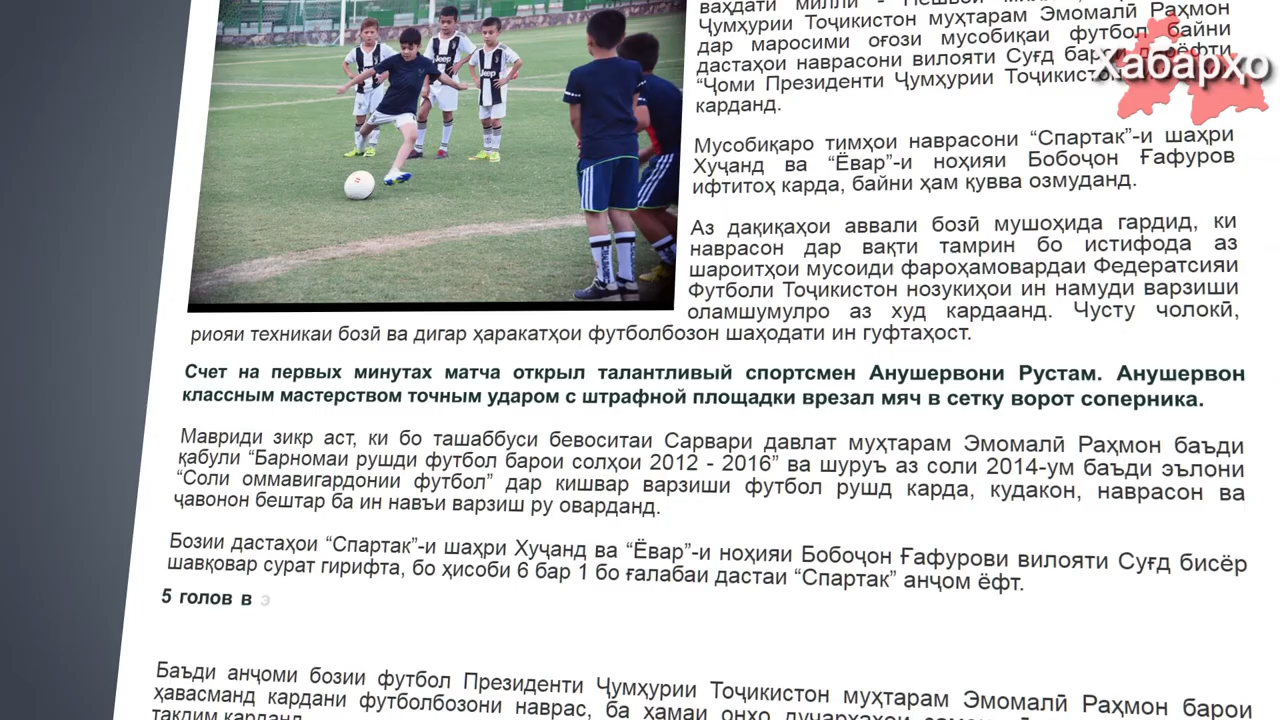 ваҳдати миллӣ - Пешвои
Ҷумҳурии Тоҷикистон муҳтарам Эмомалӣ Раҳмон
дар маросими оғози мусобиқаи футбол байни
дастаҳои наврасони вилояти Суғд
“Ҷоми Президенти Ҷумҳурии
карданд.
Хабарҳо
Мусобиқаро тимҳои наврасони “Спартак”-и шаҳри
Хуҷанд ва “Ёвар”-и ноҳияи Бобоҷон Ғафуров
ифтитоҳ карда, байни ҳам қувва озмуданд.
Аз дақиқаҳои аввали бозӣ мушоҳида гардид, ки
наврасон дар вақти тамрин бо истифода аз
шароитҳои мусоиди фароҳамовардаи Федератсияи
Футболи Тоҷикистон нозукиҳои ин намуди варзиши
оламшумулро аз худ кардаанд. Чусту чолокӣ,
риояи техникаи бозӣ ва дигар ҳаракатҳои футболбозон шаҳодати ин гуфтаҳост.
Счет на первых минутах матча открыл талантливый спортсмен Анушервони Рустам. Анушервон
классным мастерством точным ударом с штрафной площадки врезал мяч в сетку ворот соперника.
Мавриди зикр аст, ки бо ташаббуси бевоситаи Сарвари давлат муҳтарам Эмомалӣ Раҳмон баъди
қабули “Барномаи рушди футбол барои солҳои 2012 - 2016” ва шуруъ аз соли 2014-ум баъди эълони
“Соли оммавигардонии футбол” дар кишвар варзиши футбол рушд карда, кудакон, наврасон ва
ҷавонон бештар ба ин навъи варзиш ру оварданд.
Бозии дастаҳои “Спартак”-и шаҳри Хуҷанд ва “Ёвар”-и ноҳияи Бобоҷон Ғафурови вилояти Суғд бисёр
шавқовар сурат гирифта, бо ҳисоби 6 бар 1 бо ғалабаи дастаи “Спартак” анҷом ёфт.
5 голов в э
Баъди анҷоми бозии футбол Президенти Ҷумҳурии Тоҷикистон муҳтарам Эмомалӣ Раҳмон барои
ҳавасманд кардани футболбозони наврас, ба ҳамаи онҳо
тақдим карданд.